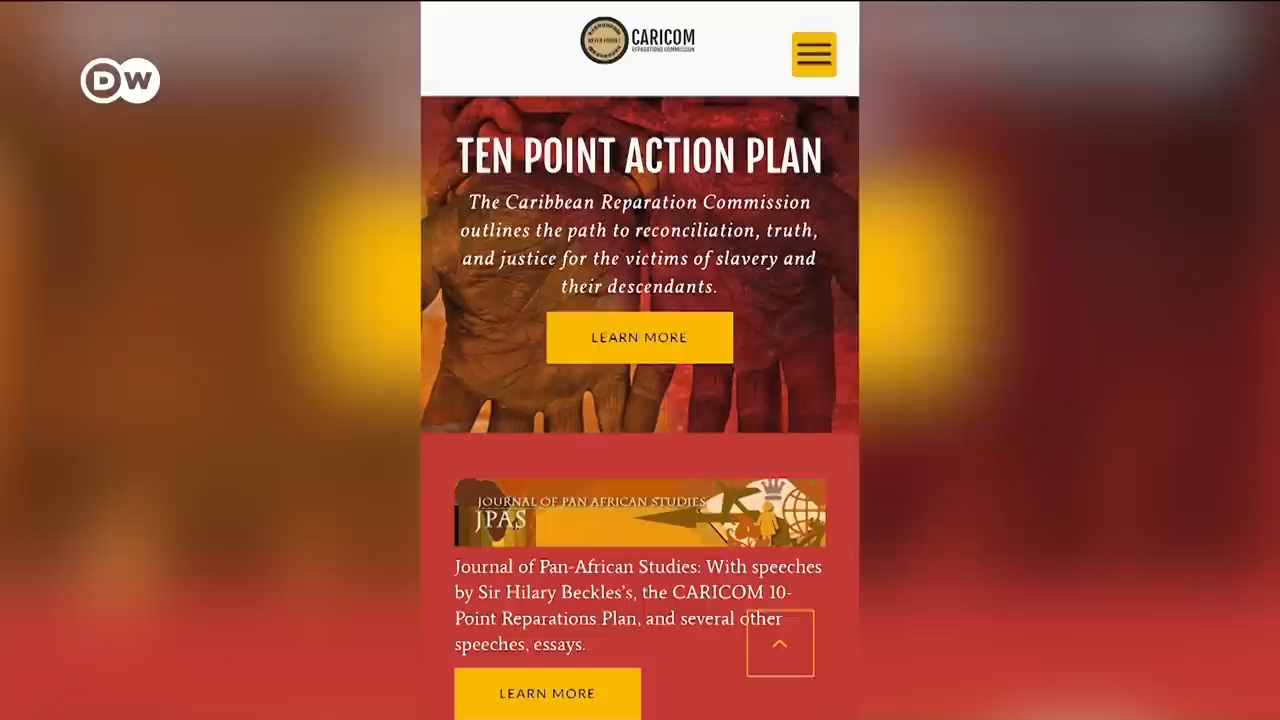 DW
CARICOM
REPARATIONS COMMISSION
TEN POINT ACTION PLAN
The Caribbean Reparation Commission
outlines the path to reconciliation, truth,
and justice for the victims of slavery and
their descendants.
LEARN MORE
JOURNAL OF PAN AFRICAN STUDIES
JPAS
Journal of Pan-African Studies: With speeches
by Sir Hilary Beckles's, the CARICOM 10-
Point Reparations Plan, and several other
speeches, essays.
LEARN MORE